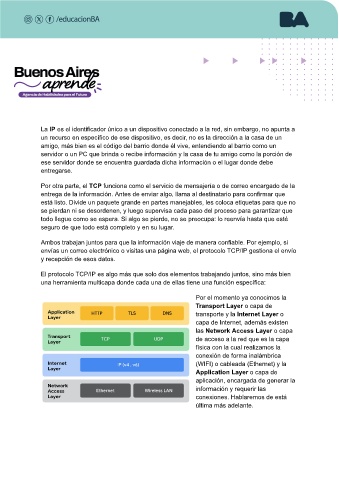 /educacionBA
BA
Buenos Aires
aprende
Agencia de Habilidades para el Futuro
La IP es el identificador único a un dispositivo conectado a la red, sin embargo, no apunta a
un recurso en específico de ese dispositivo, es decir, no es la dirección a la casa de un
amigo, más bien es el código del barrio donde él vive, entendiendo al barrio como un
servidor o un PC que brinda o recibe información y la casa de tu amigo como la porción de
ese servidor donde se encuentra guardada dicha información o el lugar donde debe
entregarse.
Por otra parte, el TCP funciona como el servicio de mensajería o de correo encargado de la
entrega de la información. Antes de enviar algo, llama al destinatario para confirmar que
está listo. Divide un paquete grande en partes manejables, les coloca etiquetas para que no
se pierdan ni se desordenen, y luego supervisa cada paso del proceso para garantizar que
todo llegue como se espera. Si algo se pierde, no se preocupa: lo reenvía hasta que esté
seguro de que todo está completo y en su lugar.
Ambos trabajan juntos para que la información viaje de manera confiable. Por ejemplo, si
envías un correo electrónico o visitas una página web, el protocolo TCP/IP gestiona el envío
y recepción de esos datos.
El protocolo TCP/IP es algo más que solo dos elementos trabajando juntos, sino más bien
una herramienta multicapa donde cada una de ellas tiene una función específica:
Application
Layer
HTTP TLS DNS
Transport
Layer
TCP UDP
Internet
Layer
IP (v4, v6)
Network
Access
Layer
Ethernet Wireless LAN
Por el momento ya conocimos la
Transport Layer o capa de
transporte y la Internet Layer o
capa de Internet, además existen
las Network Access Layer o capa
de acceso a la red que es la capa
física con la cual realizamos la
conexión de forma inalámbrica
(WIFI) o cableada (Ethernet) y la
Application Layer o capa de
aplicación, encargada de generar la
información y requerir las
conexiones. Hablaremos de está
última más adelante.